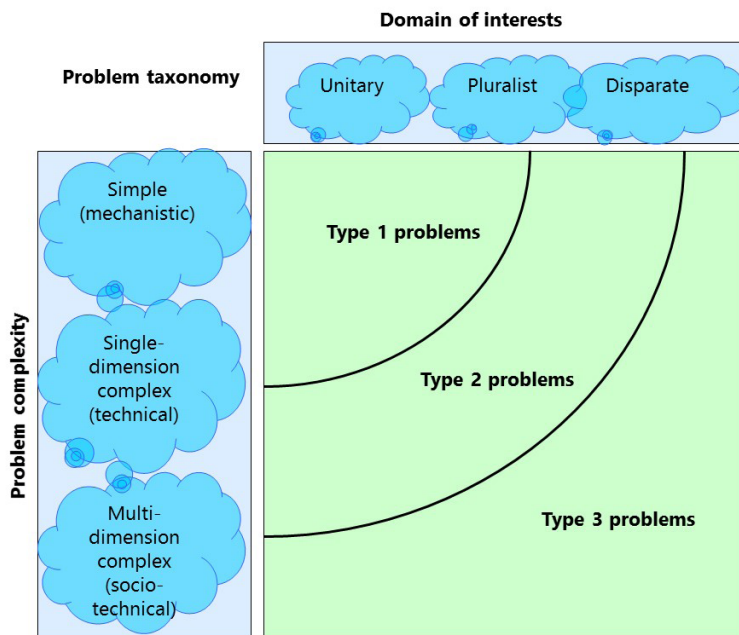 Domain of interests
Problem taxonomy
Unitary
Pluralist
Disparate
Problem complexity
Simple
(mechanistic)
Single-
dimension
complex
(technical)
Multi-
dimension
complex
(socio-
technical)
Type 1 problems
Type 2 problems
Type 3 problems